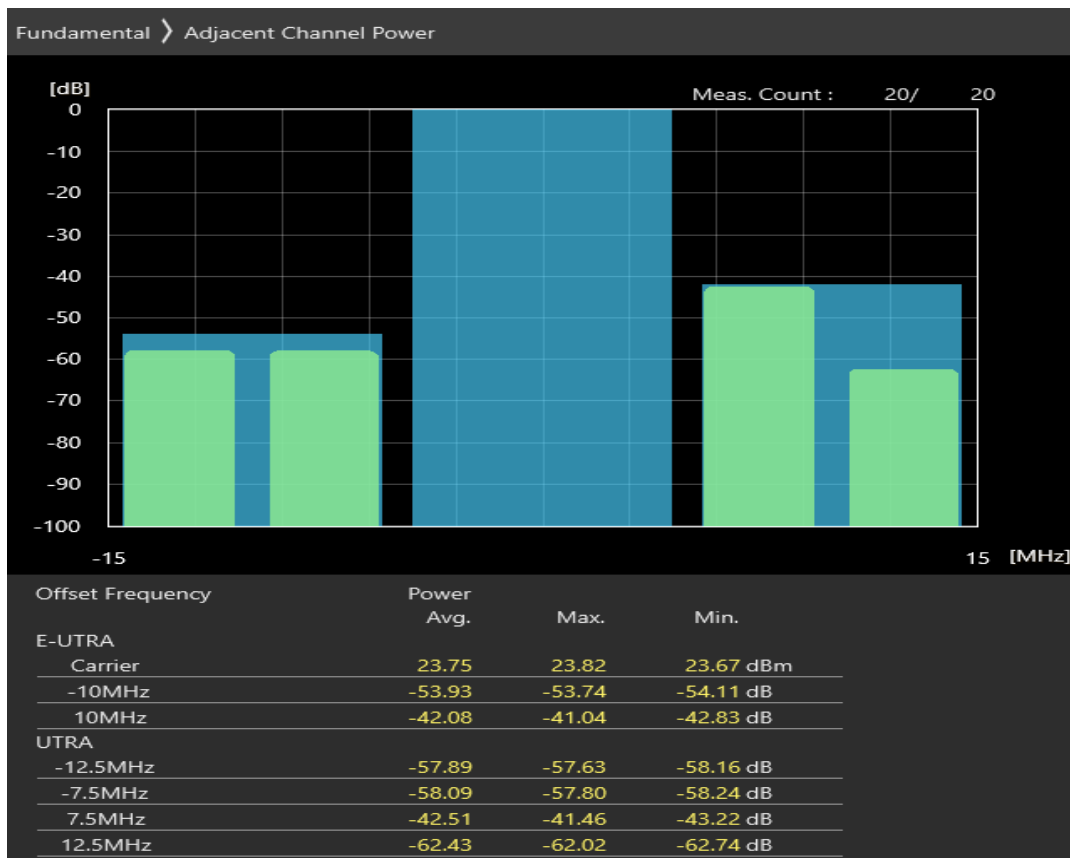 Fundamental 〉 Adjacent Channel Power
[dB]
Meas. Count : 20/ 20
0
-10
-20
-30
-40
-50
-60
-70
-80
-90
-100
-15 15 [MHz]
Offset Frequency Power
Avg. Max. Min.
E-UTRA
Carrier 23.75 23.82 23.67 dBm
-10MHz -53.93 -53.74 -54.11 dB
10MHz -42.08 -41.04 -42.83 dB
UTRA
-12.5MHz -57.89 -57.63 -58.16 dB
-7.5MHz -58.09 -57.80 -58.24 dB
7.5MHz -42.51 -41.46 -43.22 dB
12.5MHz -62.43 -62.02 -62.74 dB